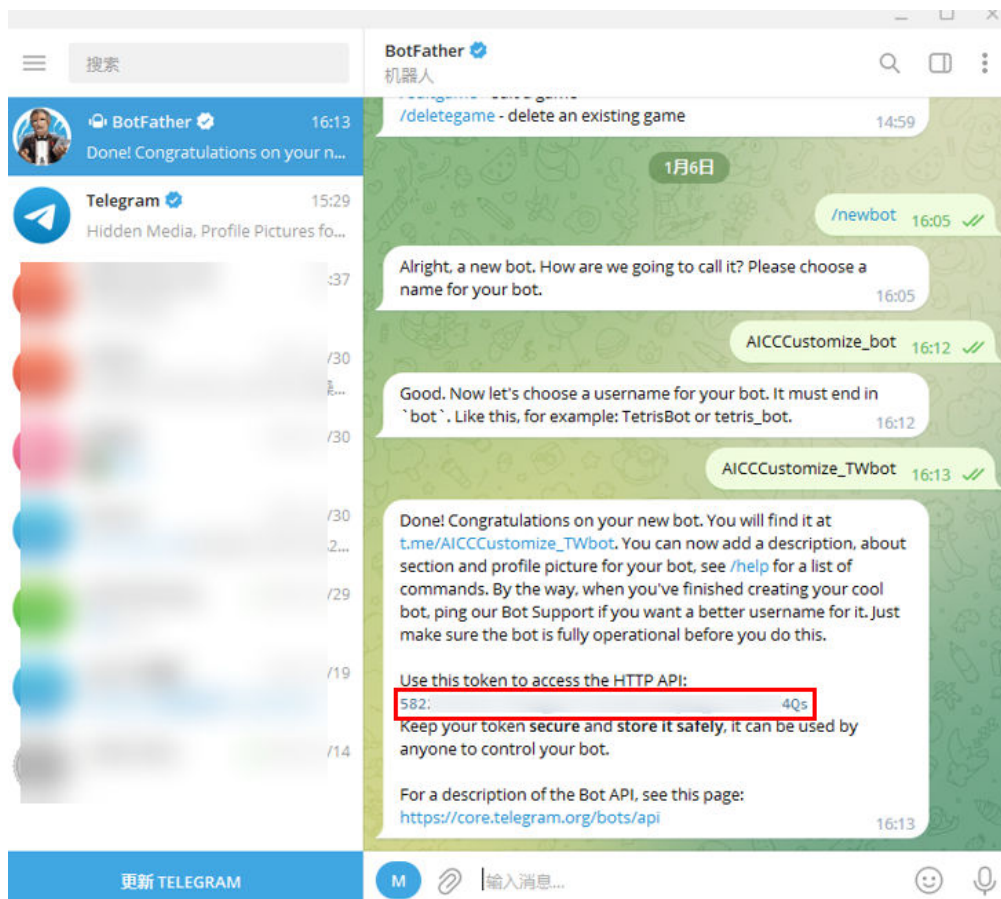 搜索
BotFather
16:13
Done! Congratulations on your n...
Telegram
15:29
Hidden Media, Profile Pictures fo...
:37
/30
/30
/30
2...
/29
/19
/14
更新 TELEGRAM
BotFather
机器人
/deletegame - delete an existing game
14:59
1月6日
/newbot 16:05
Alright, a new bot. How are we going to call it? Please choose a
name for your bot.
16:05
AICCCustomize_bot 16:12
Good. Now let's choose a username for your bot. It must end in
`bot`. Like this, for example: TetrisBot or tetris_bot.
16:12
AICCCustomize_TWbot 16:13
Done! Congratulations on your new bot. You will find it at
t.me/AICCCustomize_TWbot. You can now add a description, about
section and profile picture for your bot, see /help for a list of
commands. By the way, when you've finished creating your cool
bot, ping our Bot Support if you want a better username for it. Just
make sure the bot is fully operational before you do this.
Use this token to access the HTTP API:
582: 4Qs
Keep your token secure and store it safely, it can be used by
anyone to control your bot.
For a description of the Bot API, see this page:
https://core.telegram.org/bots/api
16:13
M
输入消息...